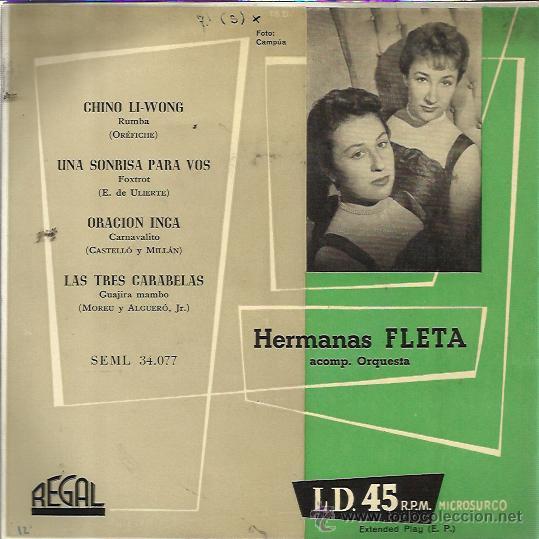 7. (S) x
Foto:
Campúa
CHINO LI-WONG
Rumba
(ORÉFICHE)
UNA SONRISA PARA VOS
Foxtrot
(E. DE ULIERTE)
ORACION INCA
Carnavalito
(CASTELLÓ Y MILLÁN)
LAS TRES CARABELAS
Guajira mambo
(MOREU Y ALGUERÓ, JR.)
SEML 34.077
Hermanas FLETA
acomp. Orquesta
REGAL
L.D. 45 R.P.M. MICROSURCO
Extended Play (E. P.)
12
todocoleccion.net